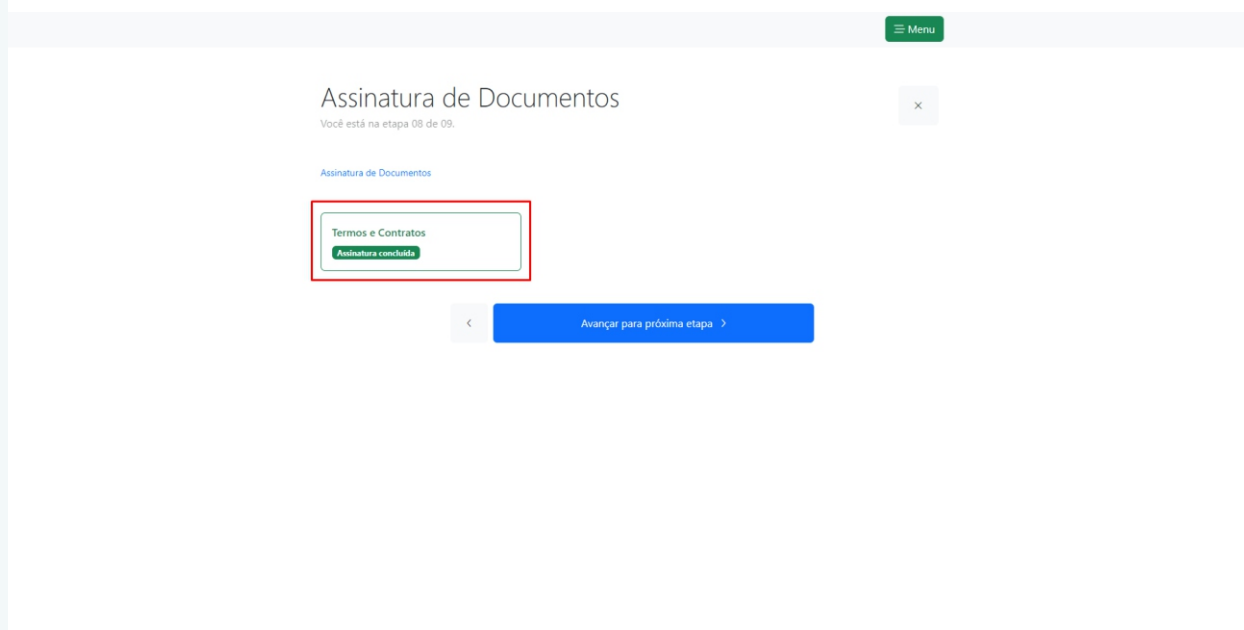 Menu
Assinatura de Documentos
Você está na etapa 08 de 09.
Assinatura de Documentos
Termos e Contratos
Assinatura concluída
Avançar para próxima etapa